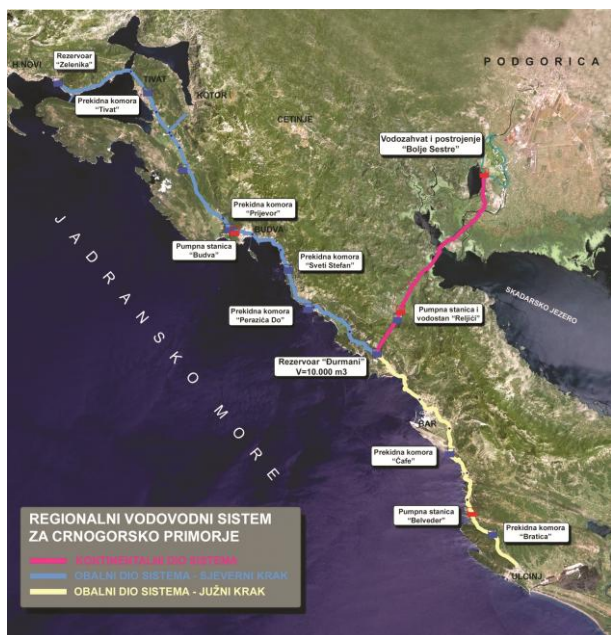 H.NOVI
Rezervoar
"Zelenika"
TIVAT
Prekidna komora
"Tivat"
KOTOR
PODGORICA
CETINJE
Vodozahvat i postrojenje
"Bolje Sestre"
Prekidna komora
"Prijevor"
BUDVA
Pumpna stanica
"Budva"
Prekidna komora
"Sveti Stefan"
JADRANSKO MORE
SKADARSKO JEZERO
Prekidna komora
"Perazića Do"
Pumpna stanica i
vodostan "Reljići"
Rezervoar "Đurmani"
V=10.000 m3
BAR
Prekidna komora
"Ćafe"
Pumpna stanica
"Belveder"
Prekidna komora
"Bratica"
ULCINJ
REGIONALNI VODOVODNI SISTEM
ZA CRNOGORSKO PRIMORJE
KONTINENTALNI DIO SISTEMA
OBALNI DIO SISTEMA - SJEVERNI KRAK
OBALNI DIO SISTEMA - JUŽNI KRAK